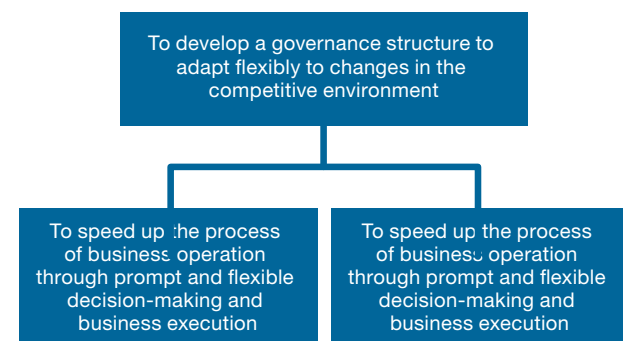 To develop a governance structure to
adapt flexibly to changes in the
competitive environment
To speed up the process
of business operation
through prompt and flexible
decision-making and
business execution
To speed up the process
of business operation
through prompt and flexible
decision-making and
business execution